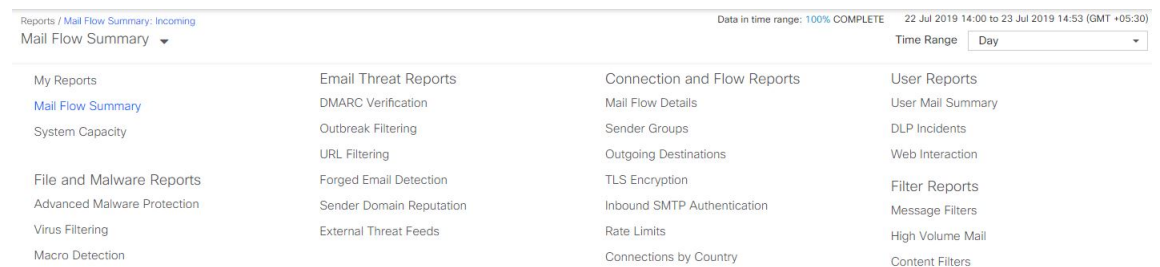 Reports / Mail Flow Summary: Incoming
Data in time range: 100% COMPLETE
22 Jul 2019 14:00 to 23 Jul 2019 14:53 (GMT +05:30)
Mail Flow Summary
Time Range
Day
My Reports
Mail Flow Summary
System Capacity
File and Malware Reports
Advanced Malware Protection
Virus Filtering
Macro Detection
Email Threat Reports
DMARC Verification
Outbreak Filtering
URL Filtering
Forged Email Detection
Sender Domain Reputation
External Threat Feeds
Connection and Flow Reports
Mail Flow Details
Sender Groups
Outgoing Destinations
TLS Encryption
Inbound SMTP Authentication
Rate Limits
Connections by Country
User Reports
User Mail Summary
DLP Incidents
Web Interaction
Filter Reports
Message Filters
High Volume Mail
Content Filters